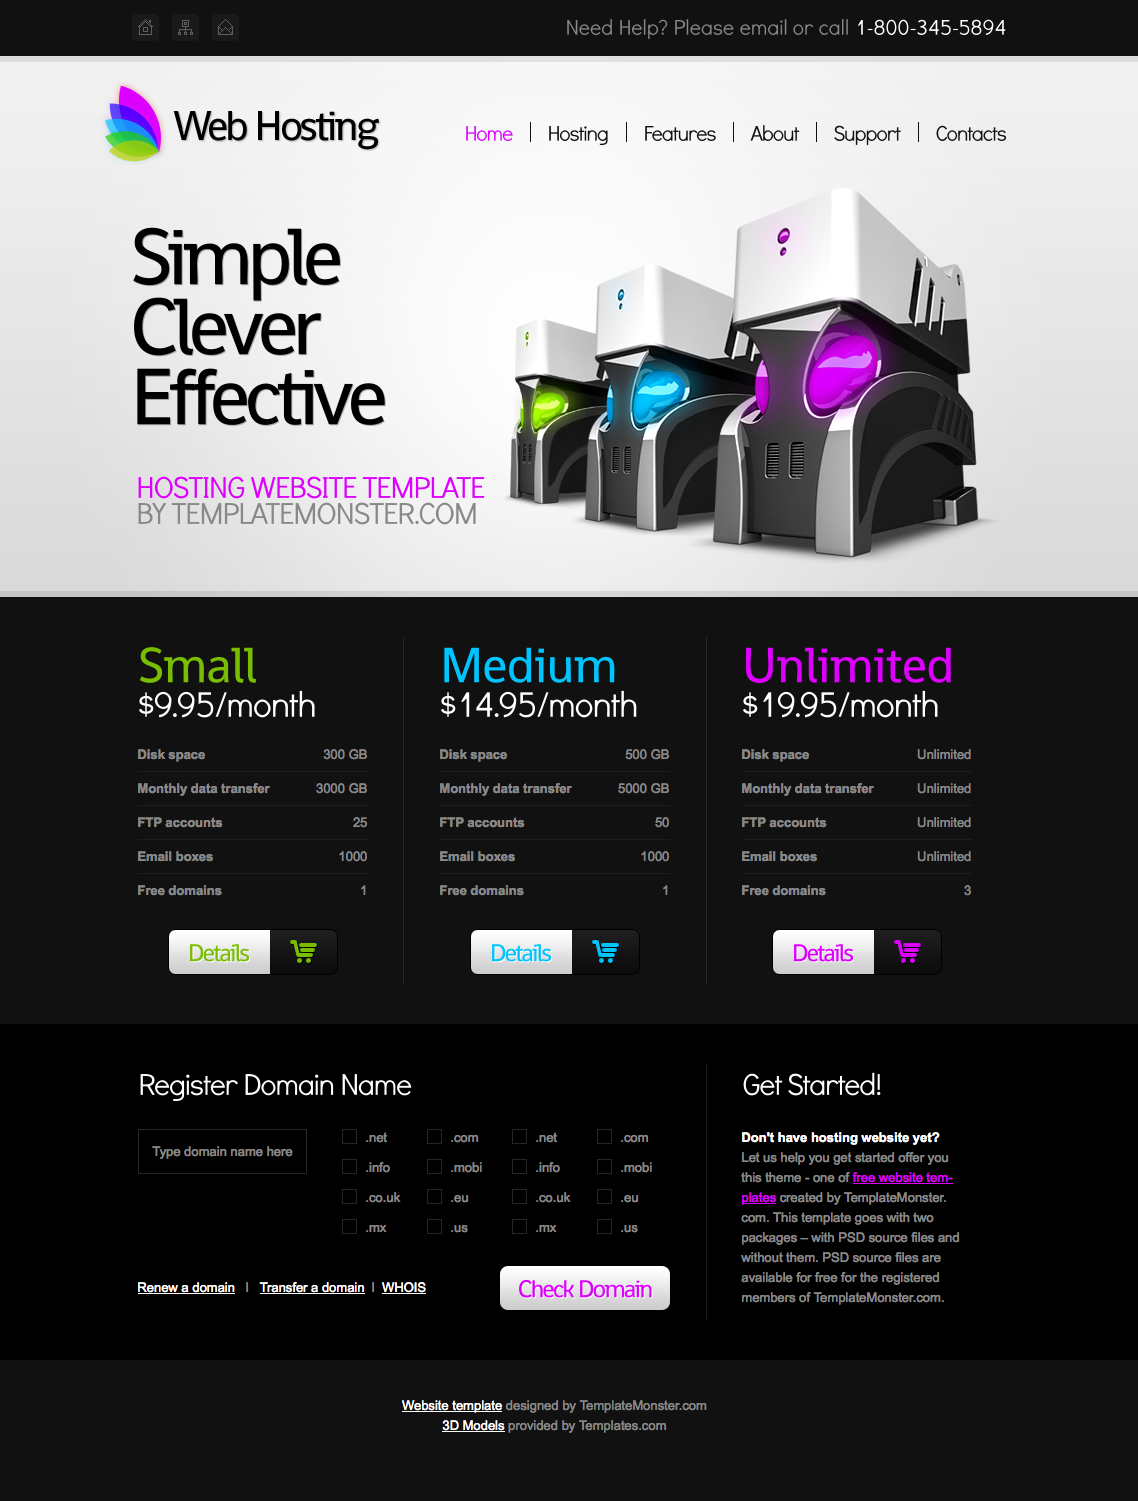 Need Help? Please email or call 1-800-345-5894
Web Hosting
Home
Hosting
Features
About
Support
Contacts
Simple
Clever
Effective
HOSTING WEBSITE TEMPLATE
BY TEMPLATEMONSTER.COM
Small
$9.95/month
Disk space 300 GB
Monthly data transfer 3000 GB
FTP accounts 25
Email boxes 1000
Free domains 1
Details
Medium
$14.95/month
Disk space 500 GB
Monthly data transfer 5000 GB
FTP accounts 50
Email boxes 1000
Free domains 1
Details
Unlimited
$19.95/month
Disk space Unlimited
Monthly data transfer Unlimited
FTP accounts Unlimited
Email boxes Unlimited
Free domains 3
Details
Register Domain Name
Type domain name here
.net .com .net .com
.info .mobi .info .mobi
.co.uk .eu .co.uk .eu
.mx .us .mx .us
Renew a domain | Transfer a domain | WHOIS
Check Domain
Get Started!
Don't have hosting website yet?
Let us help you get started offer you
this theme - one of free website tem-
plates created by TemplateMonster.
com. This template goes with two
packages – with PSD source files and
without them. PSD source files are
available for free for the registered
members of TemplateMonster.com.
Website template designed by TemplateMonster.com
3D Models provided by Templates.com